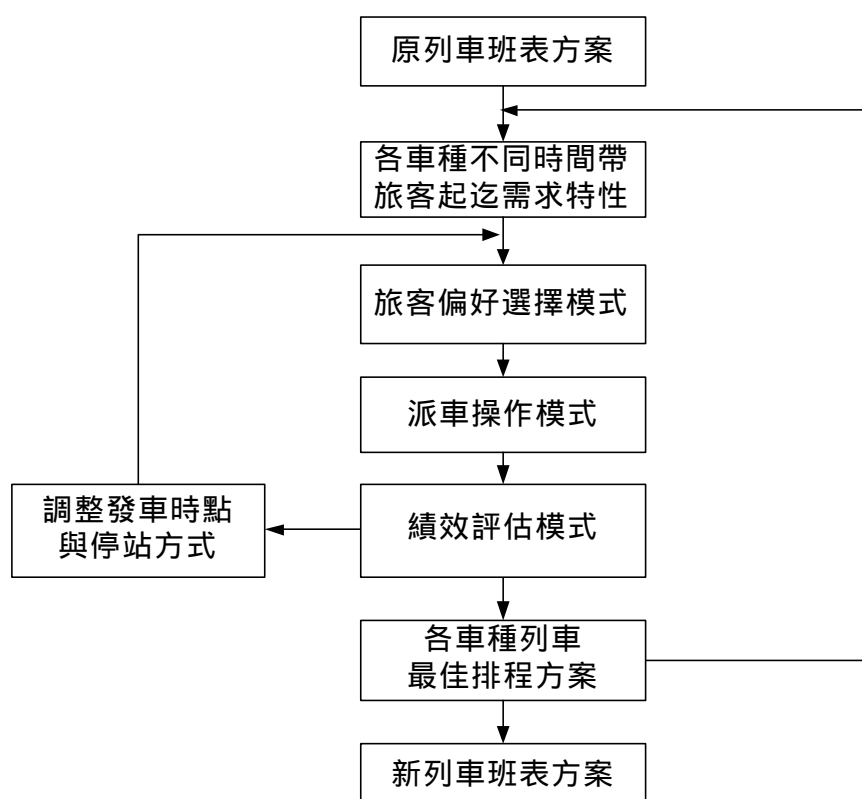 原列車班表方案
各車種不同時間帶
旅客起迄需求特性
旅客偏好選擇模式
派車操作模式
調整發車時點
與停站方式
績效評估模式
各車種列車
最佳排程方案
新列車班表方案